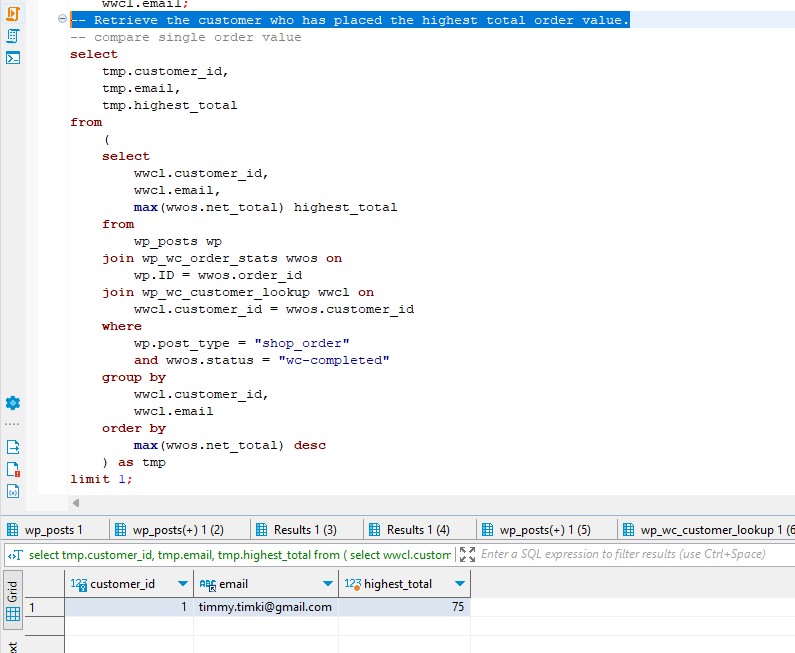 wwcl.email;
-- Retrieve the customer who has placed the highest total order value.
-- compare single order value
select
tmp.customer_id,
tmp.email,
tmp.highest_total
from
(
select
wwcl.customer_id,
wwcl.email,
max(wwos.net_total) highest_total
from
wp_posts wp
join wp_wc_order_stats wwos on
wp.ID = wwos.order_id
join wp_wc_customer_lookup wwcl on
wwcl.customer_id = wwos.customer_id
where
wp.post_type = "shop_order"
and wwos.status = "wc-completed"
group by
wwcl.customer_id,
wwcl.email
order by
max(wwos.net_total) desc
) as tmp
limit 1;
wp_posts 1 wp_posts(+) 1 (2) Results 1 (3) Results 1 (4) wp_posts(+) 1 (5) wp_wc_customer_lookup 1 (6
select tmp.customer_id, tmp.email, tmp.highest_total from ( select wwcl.custom Enter a SQL expression to filter results (use Ctrl+Space)
Grid
123 customer_id ABC email 123 highest_total
1 1 timmy.timki@gmail.com 75
xt